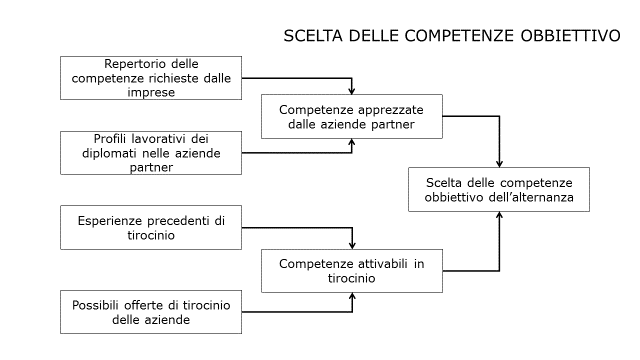 SCELTA DELLE COMPETENZE OBBIETTIVO
Repertorio delle
competenze richieste dalle
imprese
Competenze apprezzate
dalle aziende partner
Profili lavorativi dei
diplomati nelle aziende
partner
Scelta delle competenze
obbiettivo dell'alternanza
Esperienze precedenti di
tirocinio
Competenze attivabili in
tirocinio
Possibili offerte di tirocinio
delle aziende